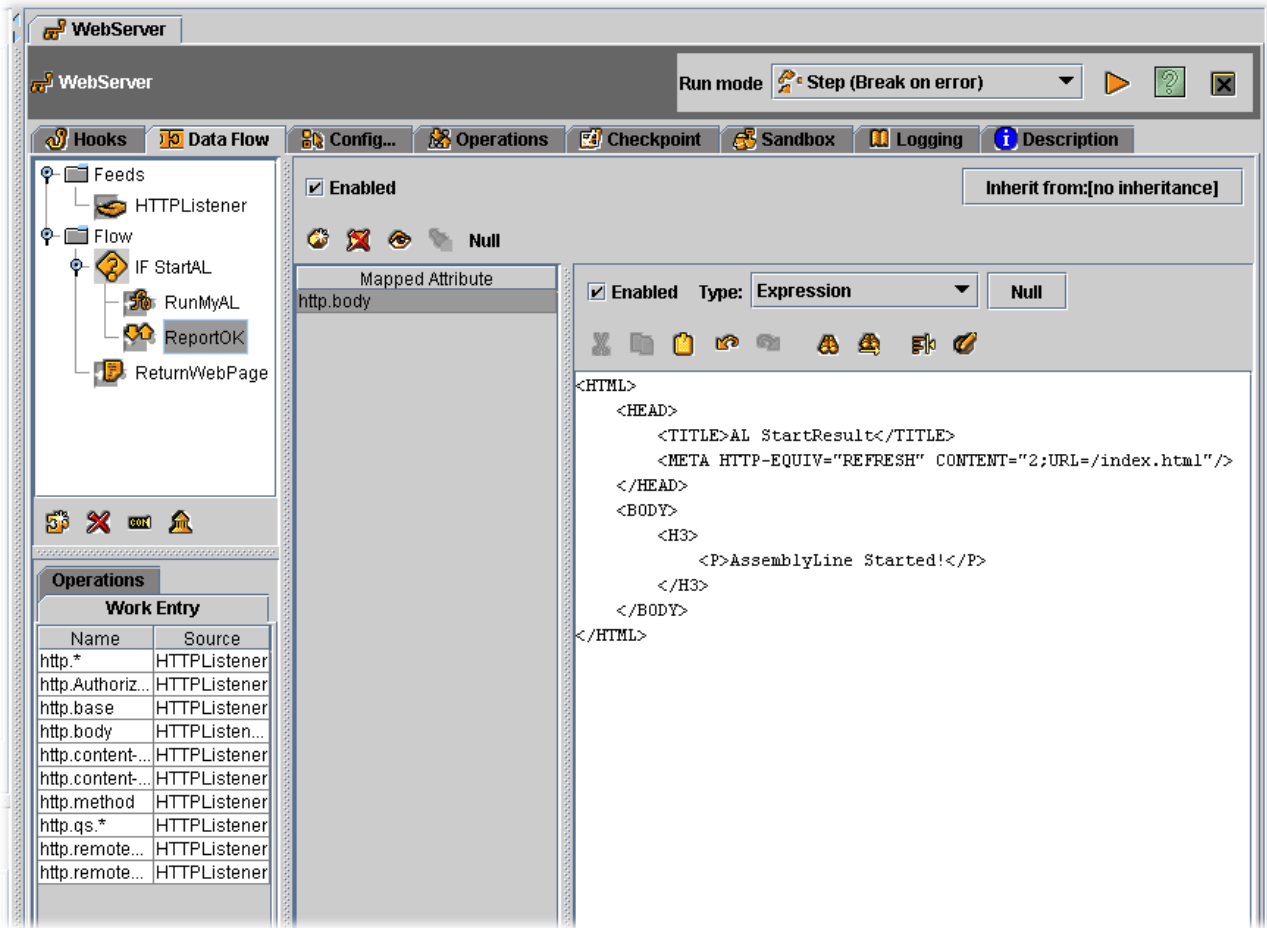 WebServer
WebServer
Run mode Step (Break on error)
Hooks Data Flow Config... Operations Checkpoint Sandbox Logging Description
Feeds
HTTPListener
Flow
IF StartAL
RunMyAL
ReportOK
ReturnWebPage
Enabled
Inherit from:[no inheritance]
Null
Mapped Attribute
http.body
Enabled Type: Expression Null
<HTML>
<HEAD>
<TITLE>AL StartResult</TITLE>
<META HTTP-EQUIV="REFRESH" CONTENT="2;URL=/index.html"/>
</HEAD>
<BODY>
<H3>
<P>AssemblyLine Started!</P>
</H3>
</BODY>
</HTML>
CON
Operations
Work Entry
Name Source
http.* HTTPListener
http.Authoriz... HTTPListener
http.base HTTPListener
http.body HTTPListen...
http.content-... HTTPListener
http.content-... HTTPListener
http.method HTTPListener
http.qs.* HTTPListener
http.remote... HTTPListener
http.remote... HTTPListener